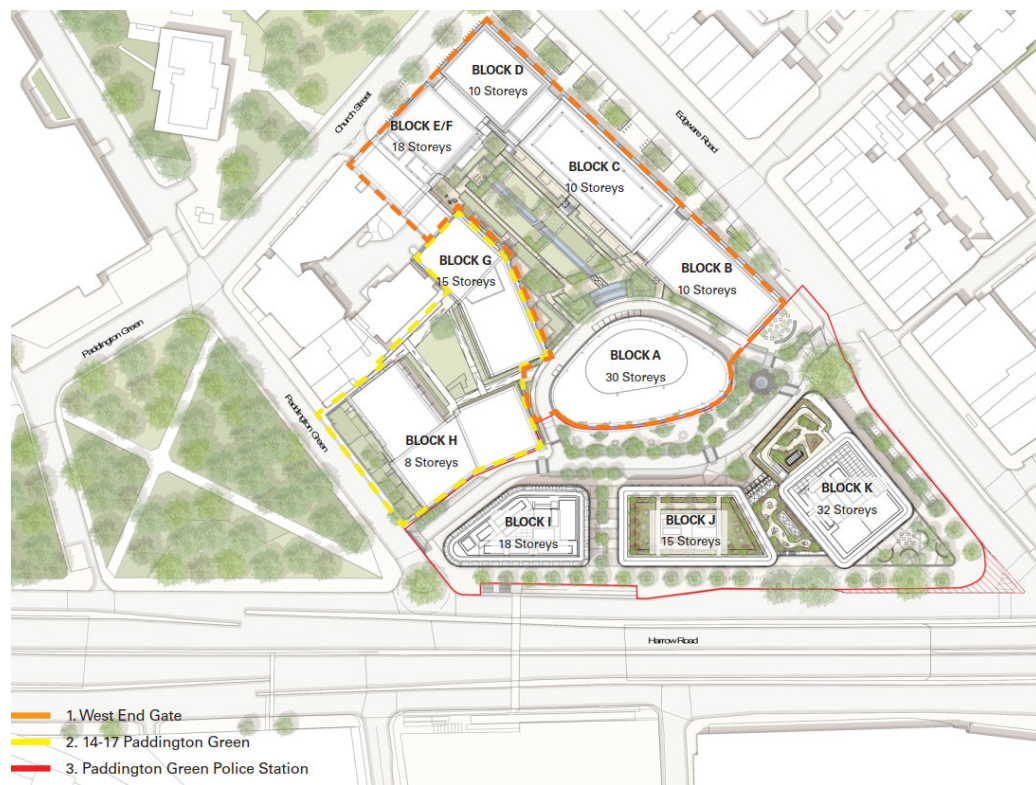 BLOCK D
10 Storeys
Church Street
BLOCK E/F
18 Storeys
Edgware Road
BLOCK C
10 Storeys
BLOCK G
15 Storeys
BLOCK B
10 Storeys
Paddington Green
BLOCK A
30 Storeys
Paddington Green
BLOCK H
8 Storeys
BLOCK K
32 Storeys
BLOCK I
18 Storeys
BLOCK J
15 Storeys
Harrow Road
1. West End Gate
2. 14-17 Paddington Green
3. Paddington Green Police Station